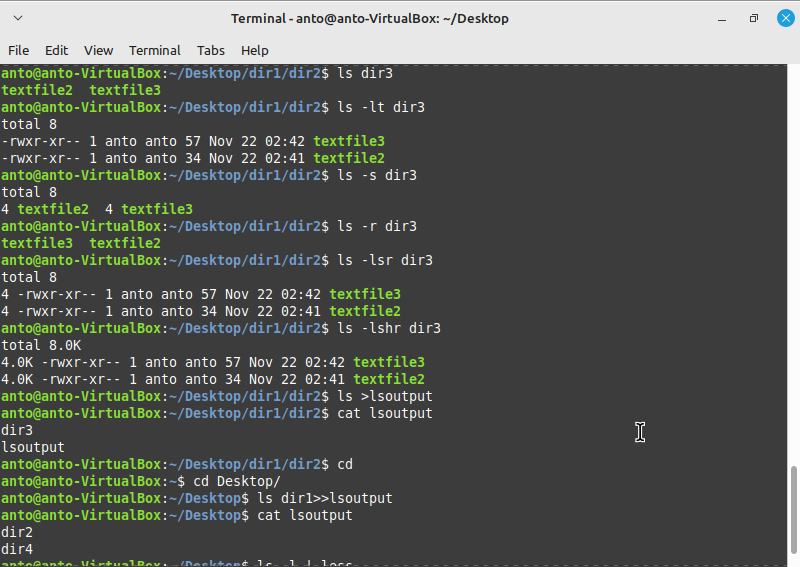 Terminal - anto@anto-VirtualBox: ~/Desktop
File Edit View Terminal Tabs Help
anto@anto-VirtualBox:~/Desktop/dir1/dir2$ ls dir3
textfile2  textfile3
anto@anto-VirtualBox:~/Desktop/dir1/dir2$ ls -lt dir3
total 8
-rwxr-xr-- 1 anto anto 57 Nov 22 02:42 textfile3
-rwxr-xr-- 1 anto anto 34 Nov 22 02:41 textfile2
anto@anto-VirtualBox:~/Desktop/dir1/dir2$ ls -s dir3
total 8
4 textfile2  4 textfile3
anto@anto-VirtualBox:~/Desktop/dir1/dir2$ ls -r dir3
textfile3  textfile2
anto@anto-VirtualBox:~/Desktop/dir1/dir2$ ls -lsr dir3
total 8
4 -rwxr-xr-- 1 anto anto 57 Nov 22 02:42 textfile3
4 -rwxr-xr-- 1 anto anto 34 Nov 22 02:41 textfile2
anto@anto-VirtualBox:~/Desktop/dir1/dir2$ ls -lshr dir3
total 8.0K
4.0K -rwxr-xr-- 1 anto anto 57 Nov 22 02:42 textfile3
4.0K -rwxr-xr-- 1 anto anto 34 Nov 22 02:41 textfile2
anto@anto-VirtualBox:~/Desktop/dir1/dir2$ ls >lsoutput
anto@anto-VirtualBox:~/Desktop/dir1/dir2$ cat lsoutput
dir3
lsoutput
anto@anto-VirtualBox:~/Desktop/dir1/dir2$ cd
anto@anto-VirtualBox:~$ cd Desktop/
anto@anto-VirtualBox:~/Desktop$ ls dir1>>lsoutput
anto@anto-VirtualBox:~/Desktop$ cat lsoutput
dir2
dir4
anto@anto-VirtualBox:~/Desktop$ ls -l | less